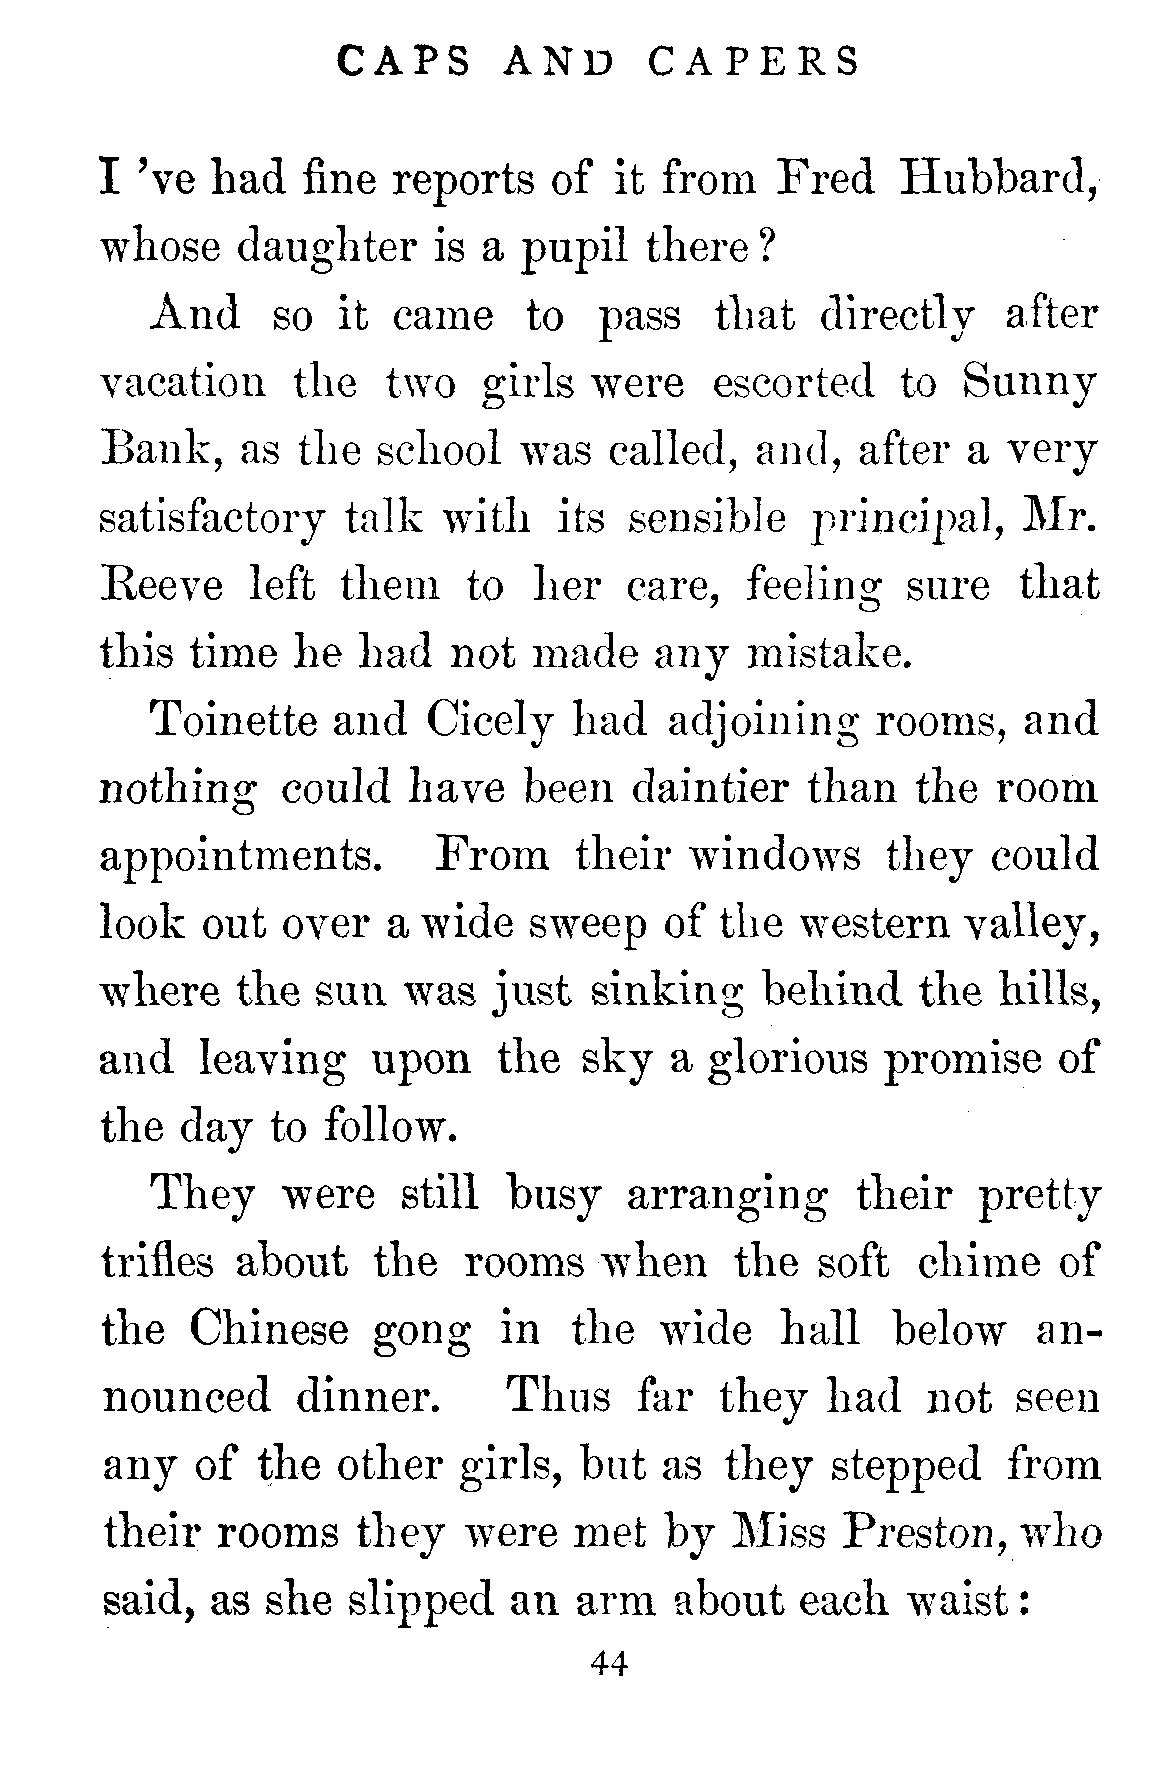 CAPS AND CAPERS
I 've had fine reports of it from Fred Hubbard,
whose daughter is a pupil there?
And so it came to pass that directly after
vacation the two girls were escorted to Sunny
Bank, as the school was called, and, after a very
satisfactory talk with its sensible principal, Mr.
Reeve left them to her care, feeling sure that
this time he had not made any mistake.
Toinette and Cicely had adjoining rooms, and
nothing could have been daintier than the room
appointments. From their windows they could
look out over a wide sweep of the western valley,
where the sun was just sinking behind the hills,
and leaving upon the sky a glorious promise of
the day to follow.
They were still busy arranging their pretty
trifles about the rooms when the soft chime of
the Chinese gong in the wide hall below an-
nounced dinner. Thus far they had not seen
any of the other girls, but as they stepped from
their rooms they were met by Miss Preston, who
said, as she slipped an arm about each waist:
44